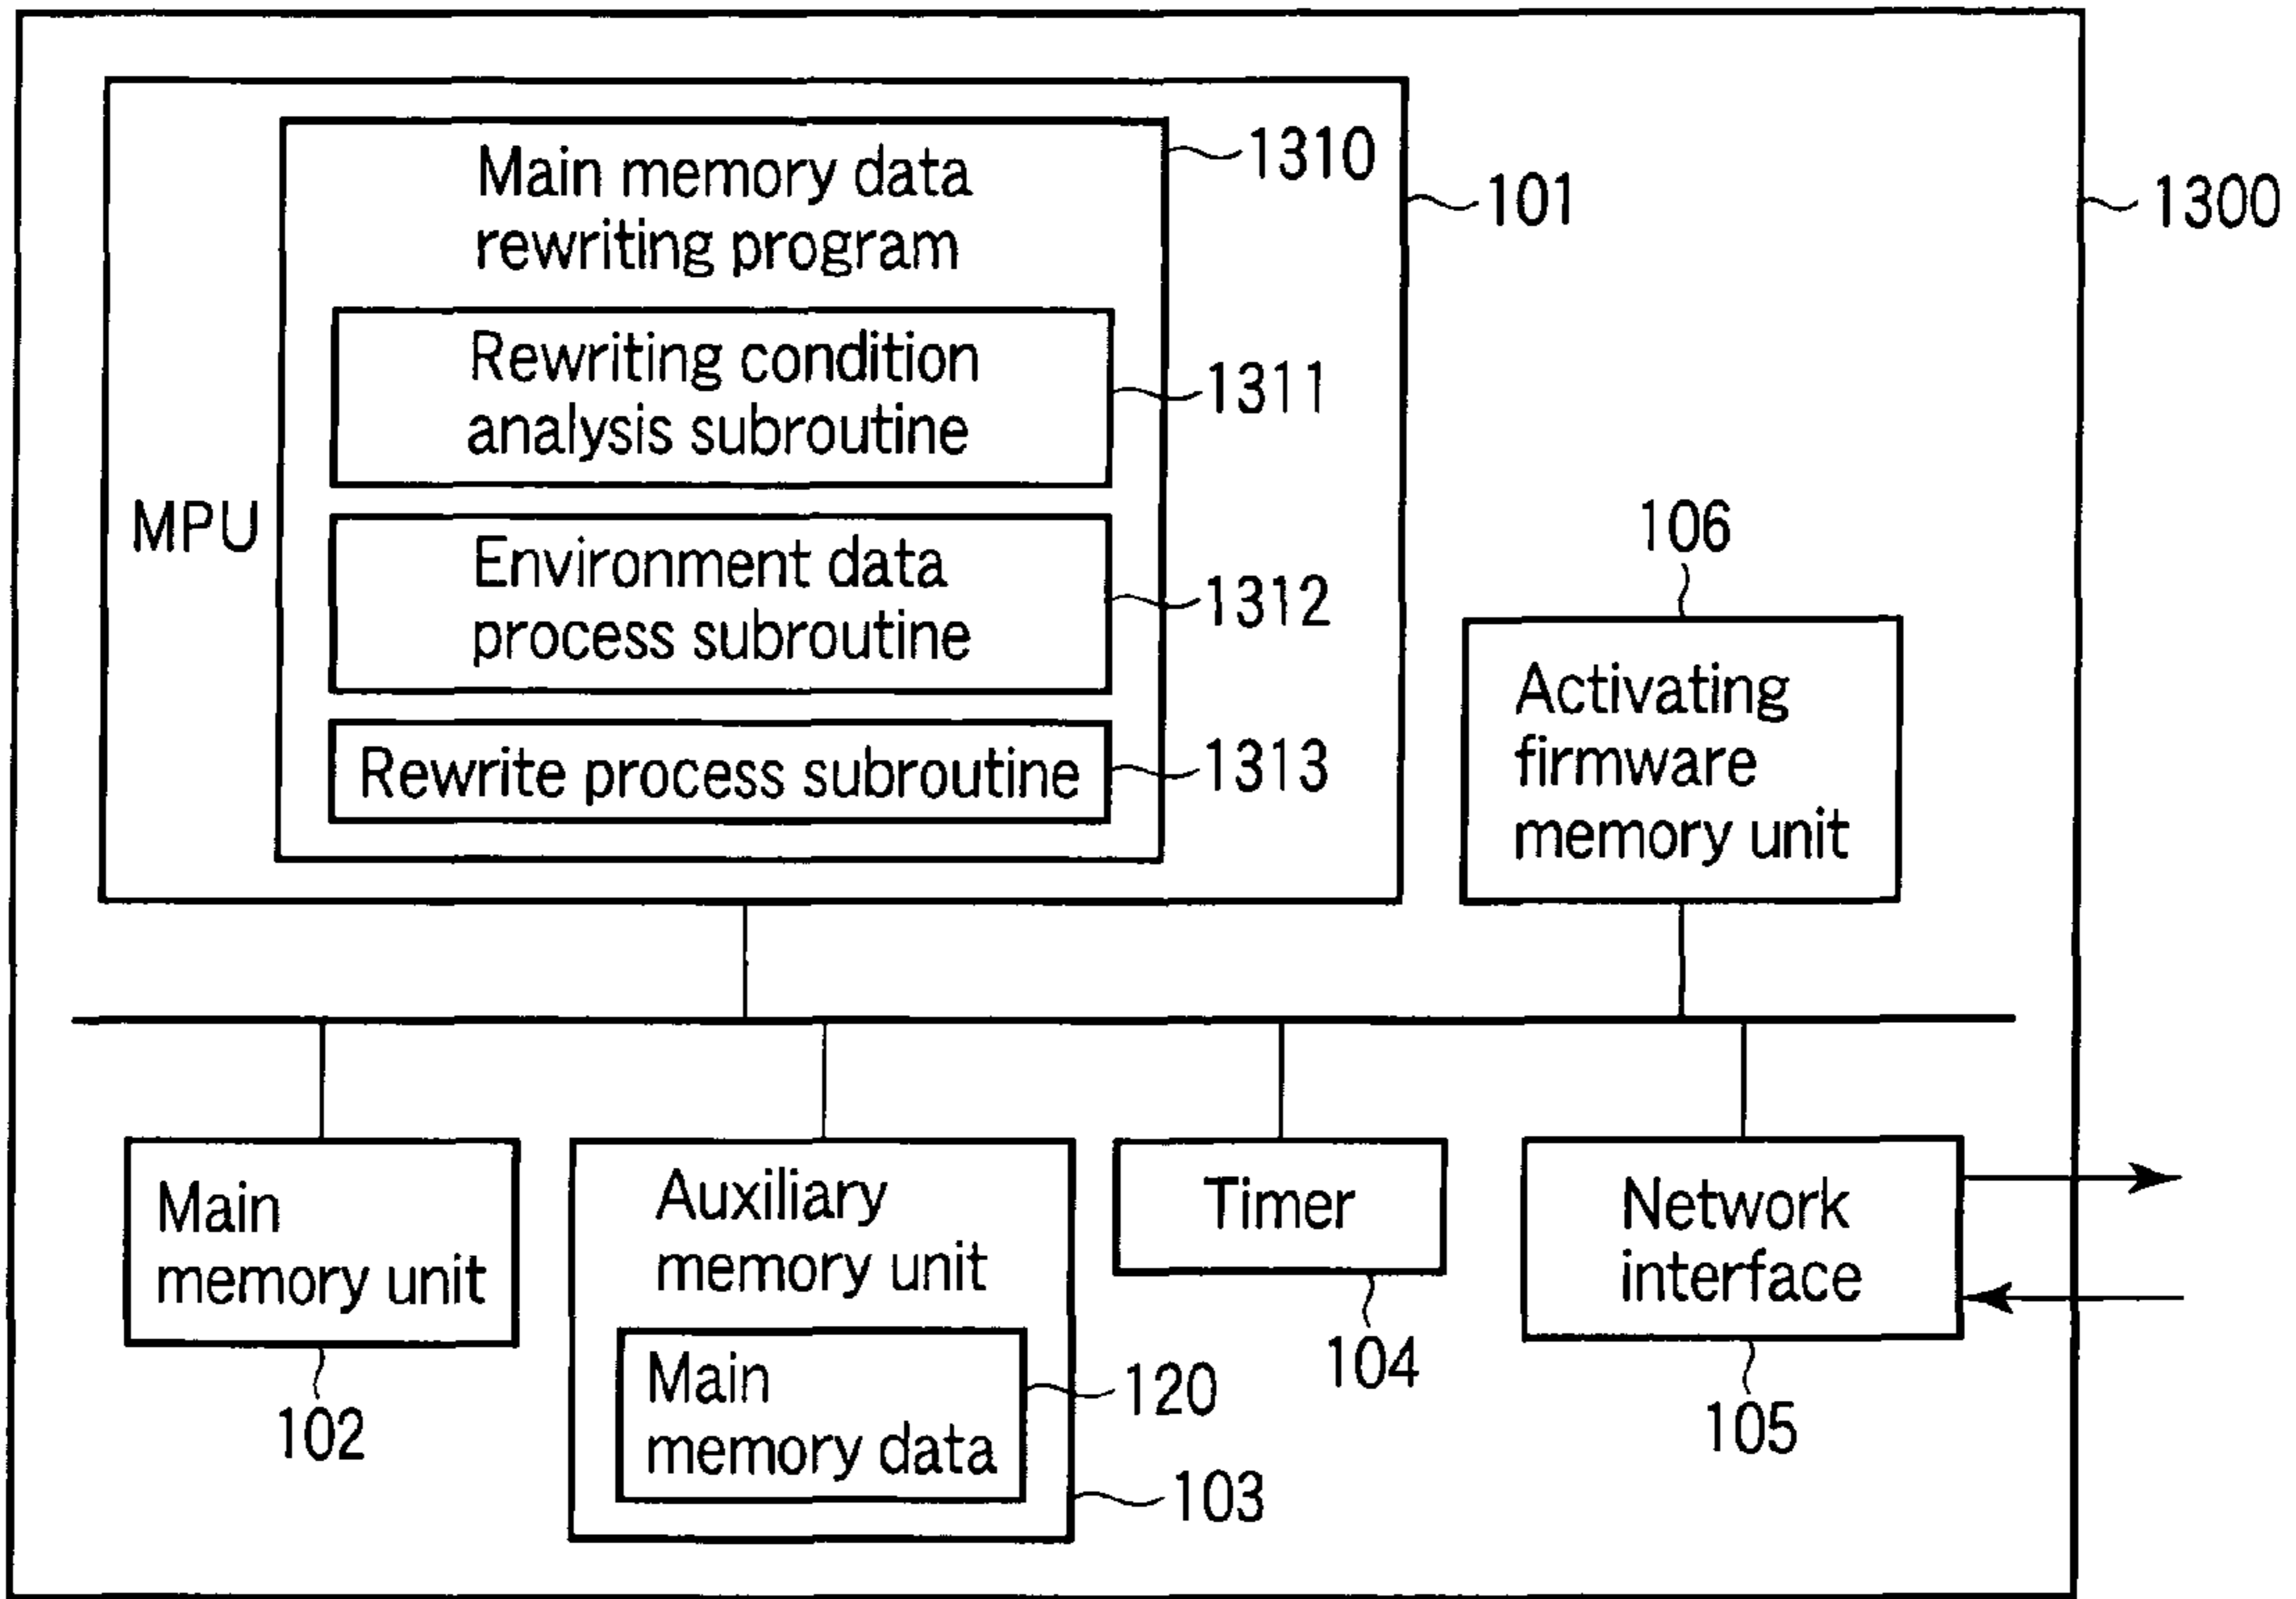 Main memory data
rewriting program
1310
101
1300
Rewriting condition
analysis subroutine
1311
MPU
Environment data
process subroutine
1312
106
Rewrite process subroutine
1313
Activating
firmware
memory unit
Main
memory unit
102
Auxiliary
memory unit
Main
memory data
120
103
Timer
104
Network
interface
105